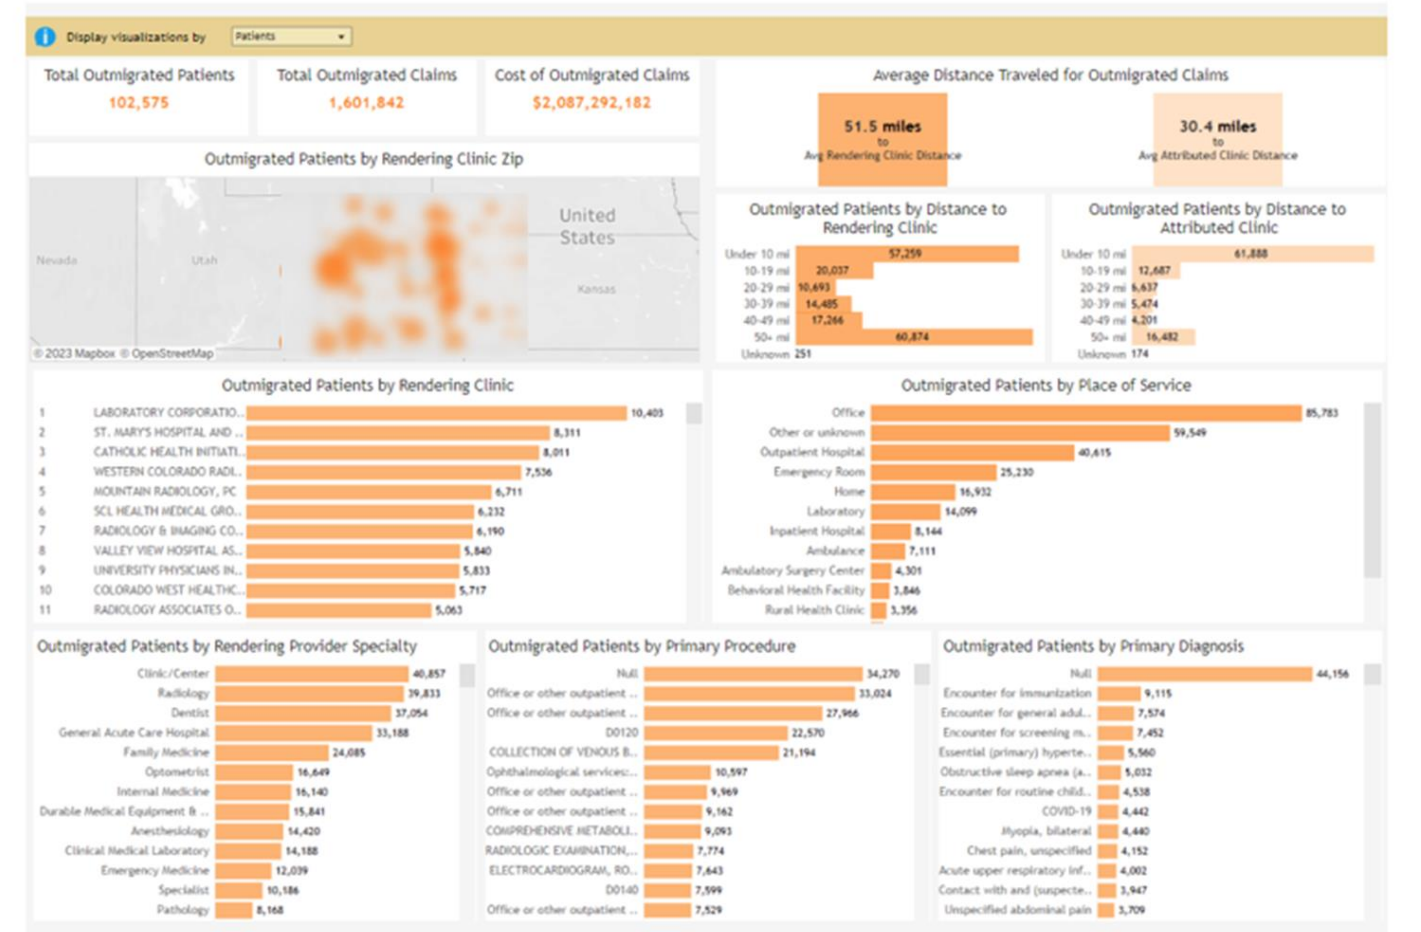 Display visualizations by Patients
Total Outmigrated Patients
102,575
Total Outmigrated Claims
1,601,842
Cost of Outmigrated Claims
$2,087,292,182
Average Distance Traveled for Outmigrated Claims
51.5 miles
to
Avg Rendering Clinic Distance
30.4 miles
to
Avg Attributed Clinic Distance
Outmigrated Patients by Rendering Clinic Zip
Nevada
Utah
United
States
Kansas
© 2023 Mapbox © OpenStreetMap
Outmigrated Patients by Distance to
Rendering Clinic
Under 10 mi 57,259
10-19 mi 20,037
20-29 mi 10,693
30-39 mi 14,485
40-49 mi 17,266
50+ mi 60,874
Unknown 251
Outmigrated Patients by Distance to
Attributed Clinic
Under 10 mi 61,888
10-19 mi 12,687
20-29 mi 6,637
30-39 mi 5,474
40-49 mi 4,201
50+ mi 16,482
Unknown 174
Outmigrated Patients by Rendering Clinic
1 LABORATORY CORPORATIO.. 10,403
2 ST. MARY'S HOSPITAL AND .. 8,311
3 CATHOLIC HEALTH INITIATI.. 8,011
4 WESTERN COLORADO RADI.. 7,536
5 MOUNTAIN RADIOLOGY, PC 6,711
6 SCL HEALTH MEDICAL GRO.. 6,232
7 RADIOLOGY & IMAGING CO.. 6,190
8 VALLEY VIEW HOSPITAL AS.. 5,840
9 UNIVERSITY PHYSICIANS IN.. 5,833
10 COLORADO WEST HEALTHC.. 5,717
11 RADIOLOGY ASSOCIATES O.. 5,063
Outmigrated Patients by Place of Service
Office 85,783
Other or unknown 59,549
Outpatient Hospital 40,615
Emergency Room 25,230
Home 16,932
Laboratory 14,099
Inpatient Hospital 8,144
Ambulance 7,111
Ambulatory Surgery Center 4,301
Behavioral Health Facility 3,846
Rural Health Clinic 3,356
Outmigrated Patients by Rendering Provider Specialty
Clinic/Center 40,857
Radiology 39,833
Dentist 37,054
General Acute Care Hospital 33,188
Family Medicine 24,085
Optometrist 16,649
Internal Medicine 16,140
Durable Medical Equipment & .. 15,841
Anesthesiology 14,420
Clinical Medical Laboratory 14,188
Emergency Medicine 12,039
Specialist 10,186
Pathology 8,168
Outmigrated Patients by Primary Procedure
Null 34,270
Office or other outpatient .. 33,024
Office or other outpatient .. 27,966
D0120 22,570
COLLECTION OF VENOUS B.. 21,194
Ophthalmological services:.. 10,597
Office or other outpatient .. 9,969
Office or other outpatient .. 9,162
COMPREHENSIVE METABOLI.. 9,093
RADIOLOGIC EXAMINATION,.. 7,774
ELECTROCARDIOGRAM, RO.. 7,643
D0140 7,599
Office or other outpatient .. 7,529
Outmigrated Patients by Primary Diagnosis
Null 44,156
Encounter for immunization 9,115
Encounter for general adul.. 7,574
Encounter for screening m.. 7,452
Essential (primary) hyperte.. 5,560
Obstructive sleep apnea (a.. 5,032
Encounter for routine child.. 4,538
COVID-19 4,442
Myopia, bilateral 4,440
Chest pain, unspecified 4,152
Acute upper respiratory inf.. 4,002
Contact with and (suspecte.. 3,947
Unspecified abdominal pain 3,709